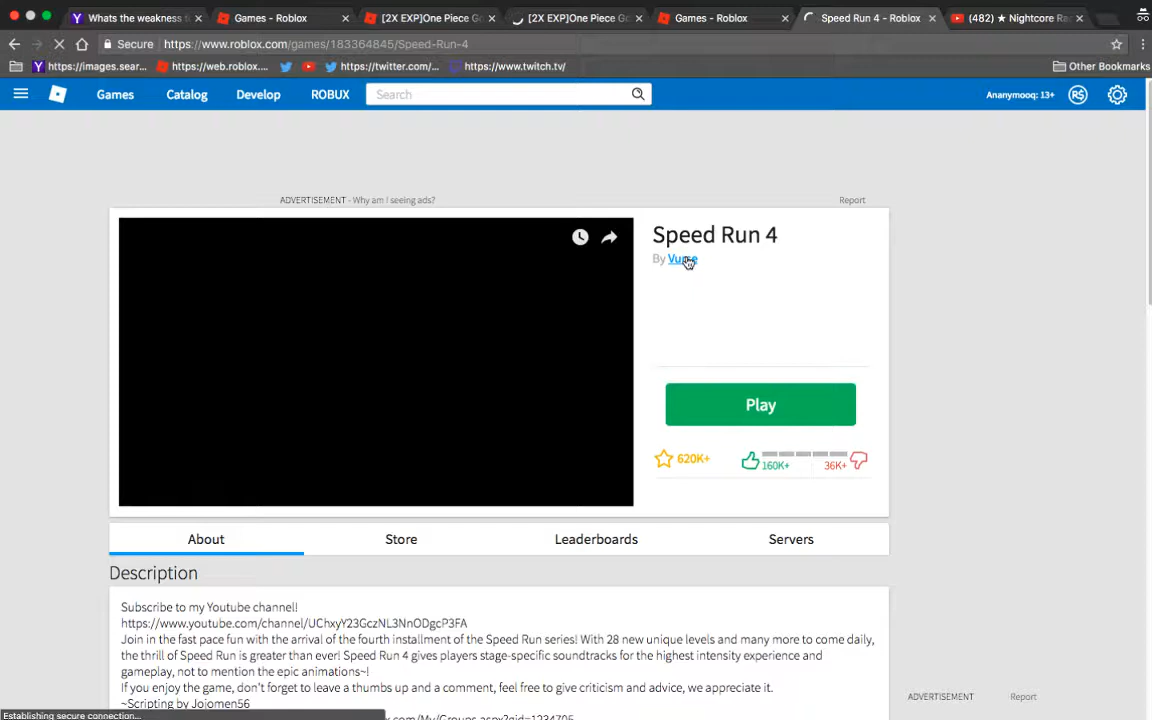 Whats the weakness t
Games - Roblox
[2X EXP]One Piece G
[2X EXP]One Piece G
Games - Roblox
Speed Run 4 - Roblox
(482) ★ Nightcore Ra
Secure
https://www.roblox.com/games/183364845/Speed-Run-4
https://images.sear...
https://web.roblox....
https://twitter.com/...
https://www.twitch.tv/
Other Bookmarks
Games
Catalog
Develop
ROBUX
Search
Ananymooq: 13+
R$
ADVERTISEMENT - Why am I seeing ads?
Report
Speed Run 4
By
Play
620K+
160K+
36K+
About
Store
Leaderboards
Servers
Description
Subscribe to my Youtube channel!
https://www.youtube.com/channel/UChxyY23GczNL3NnODgcP3FA
Join in the fast pace fun with the arrival of the fourth installment of the Speed Run series! With 28 new unique levels and many more to come daily,
the thrill of Speed Run is greater than ever! Speed Run 4 gives players stage-specific soundtracks for the highest intensity experience and
gameplay, not to mention the epic animations~!
If you enjoy the game, don't forget to leave a thumbs up and a comment, feel free to give criticism and advice, we appreciate it.
~Scripting by Jojomen56
ADVERTISEMENT
Report
Establishing secure connection...